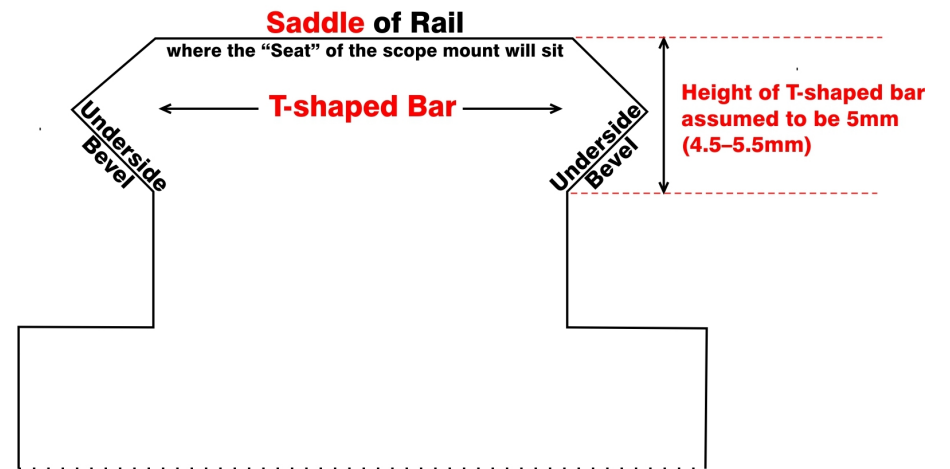 Saddle of Rail
where the “Seat” of the scope mount will sit
T-shaped Bar
Underside
Bevel
Underside
Bevel
Height of T-shaped bar
assumed to be 5mm
(4.5–5.5mm)